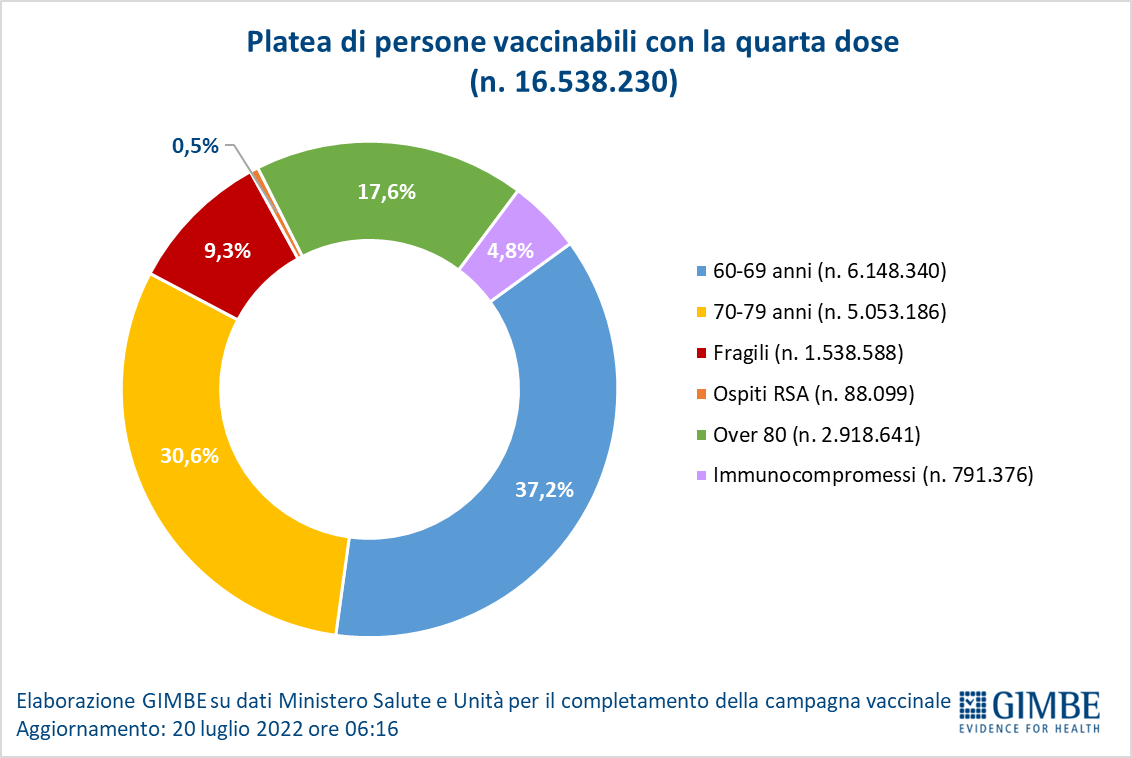 Platea di persone vaccinabili con la quarta dose
(n. 16.538.230)
0,5%
17,6%
4,8%
9,3%
30,6%
37,2%
60-69 anni (n. 6.148.340)
70-79 anni (n. 5.053.186)
Fragili (n. 1.538.588)
Ospiti RSA (n. 88.099)
Over 80 (n. 2.918.641)
Immunocompromessi (n. 791.376)
Elaborazione GIMBE su dati Ministero Salute e Unità per il completamento della campagna vaccinale
Aggiornamento: 20 luglio 2022 ore 06:16
GIMBE
EVIDENCE FOR HEALTH